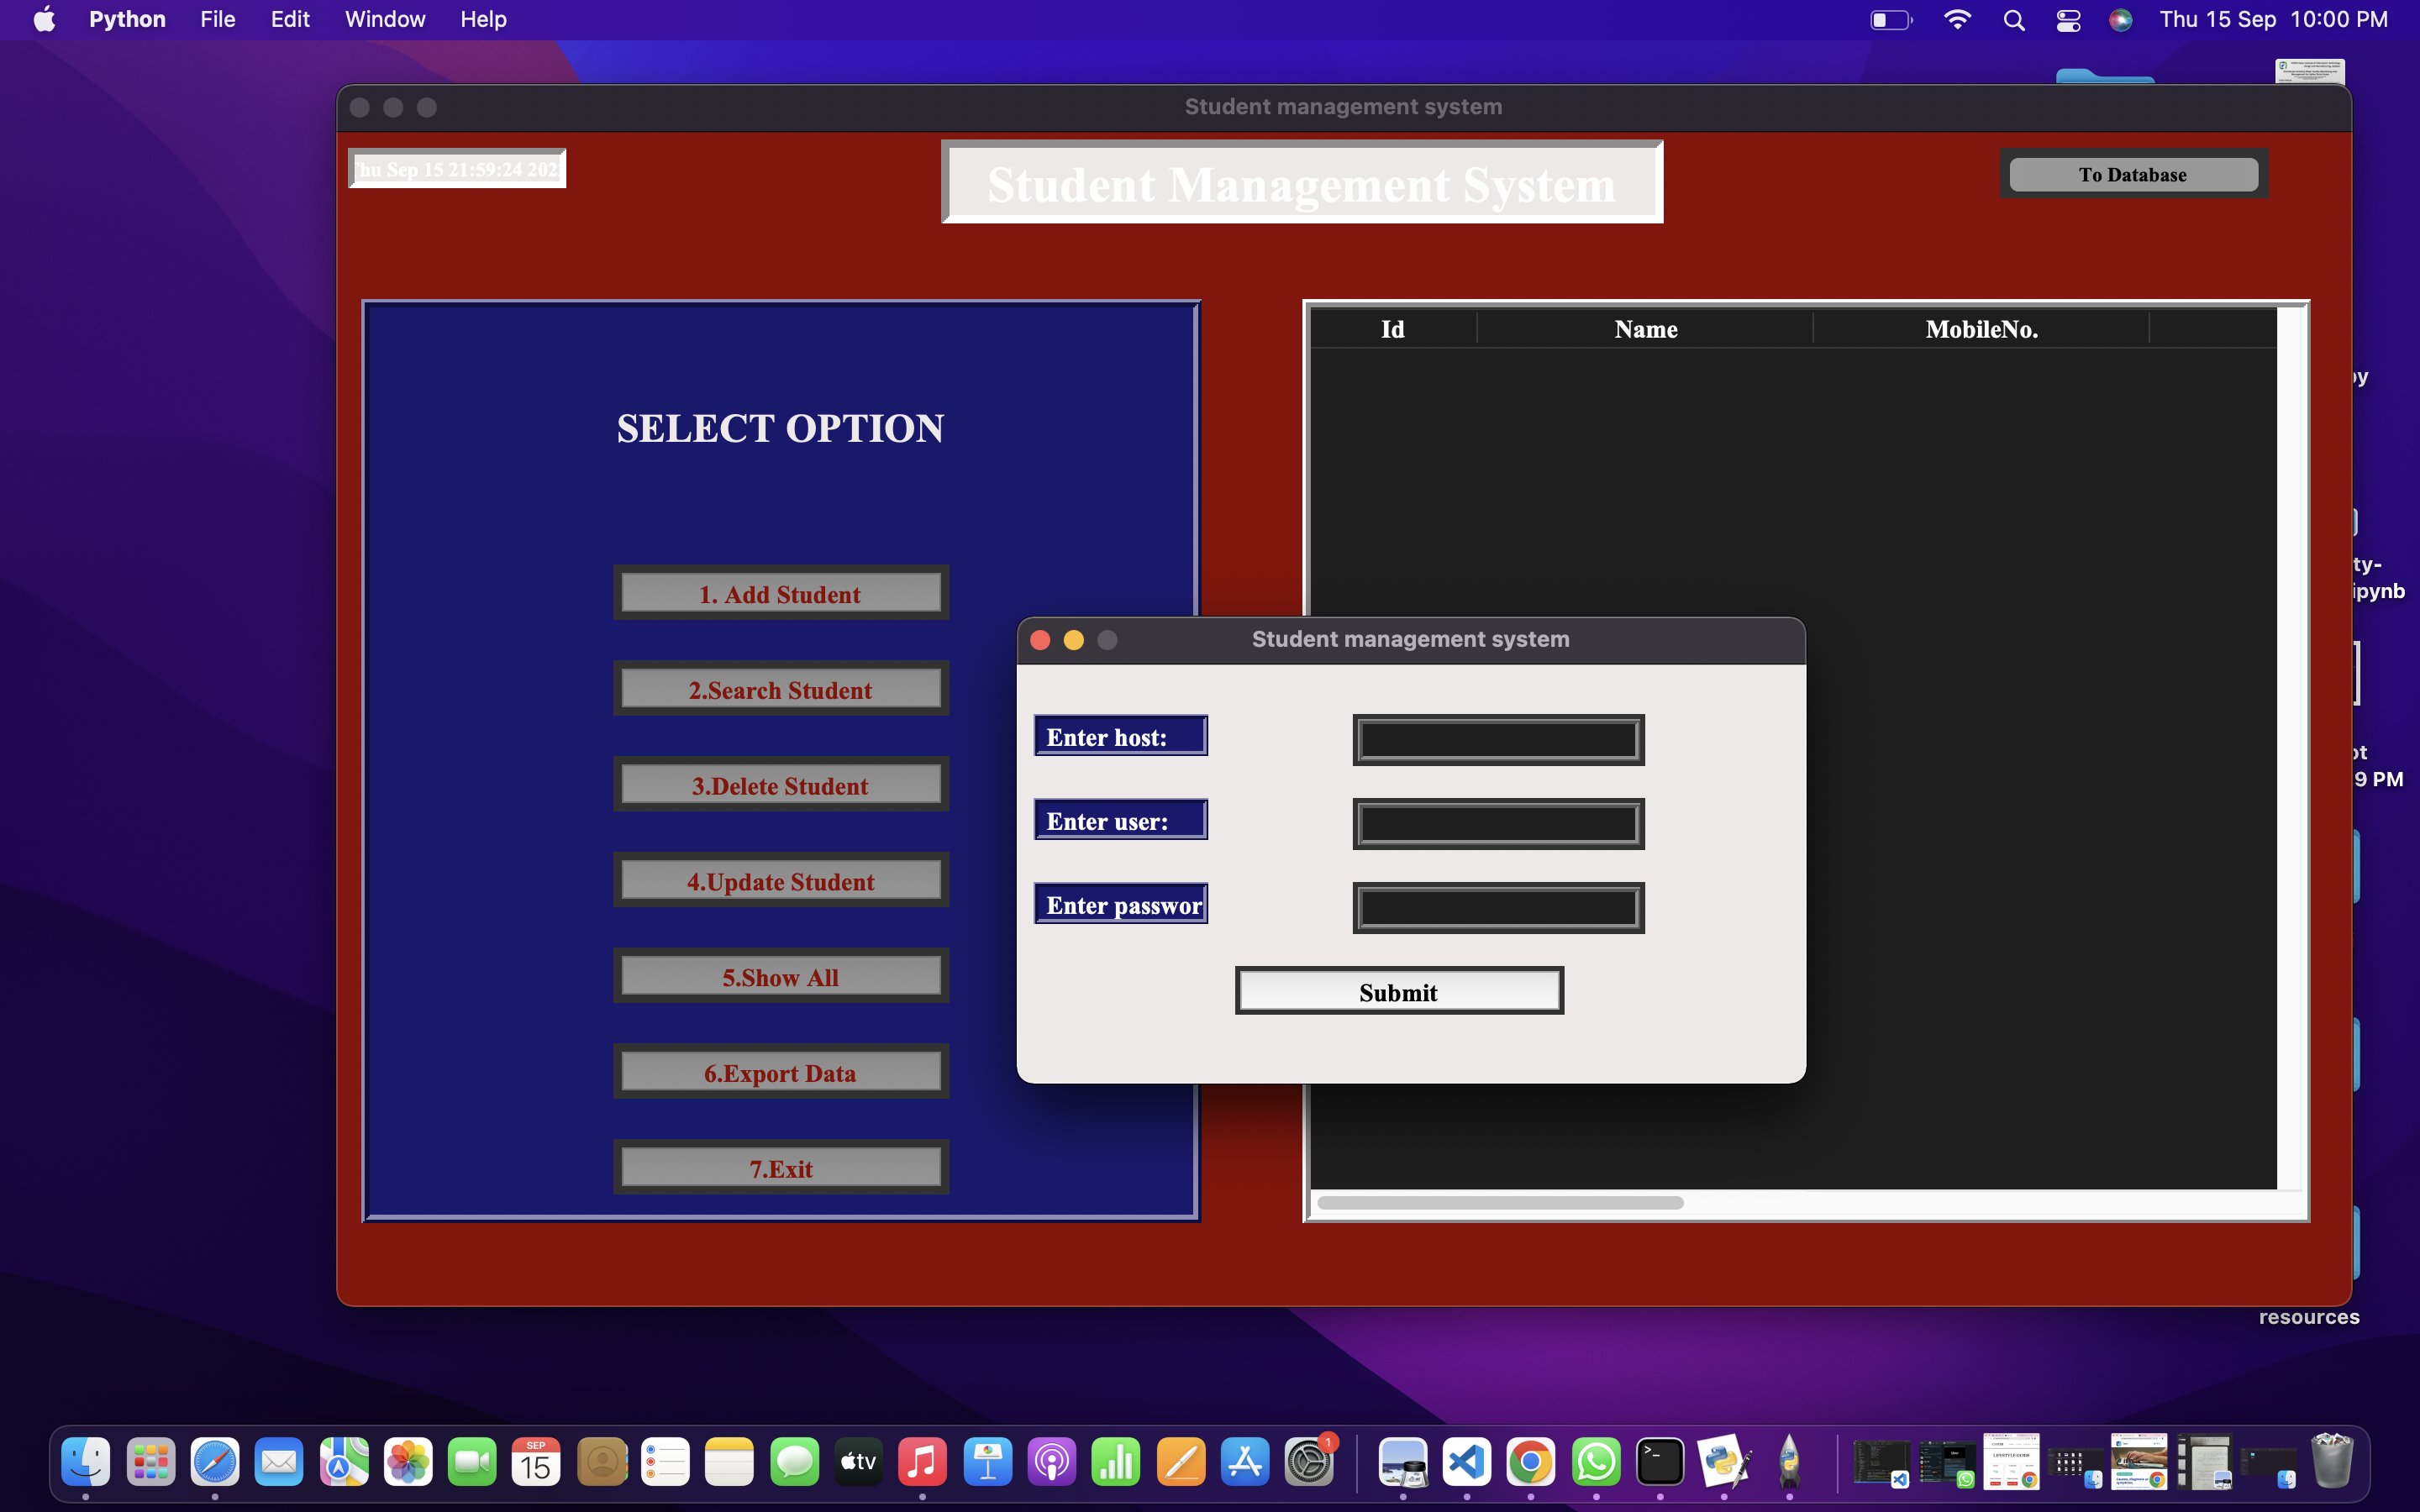 Python File Edit Window Help
Thu 15 Sep 10:00 PM
Student management system
hu Sep 15 21:59:24 202
Student Management System
To Database
SELECT OPTION
1. Add Student
2.Search Student
3.Delete Student
4.Update Student
5.Show All
6.Export Data
7.Exit
Id Name MobileNo.
Student management system
Enter host:
Enter user:
Enter passwor
Submit
ty-
ipynb
9 PM
resources
SEP
15
tv
1